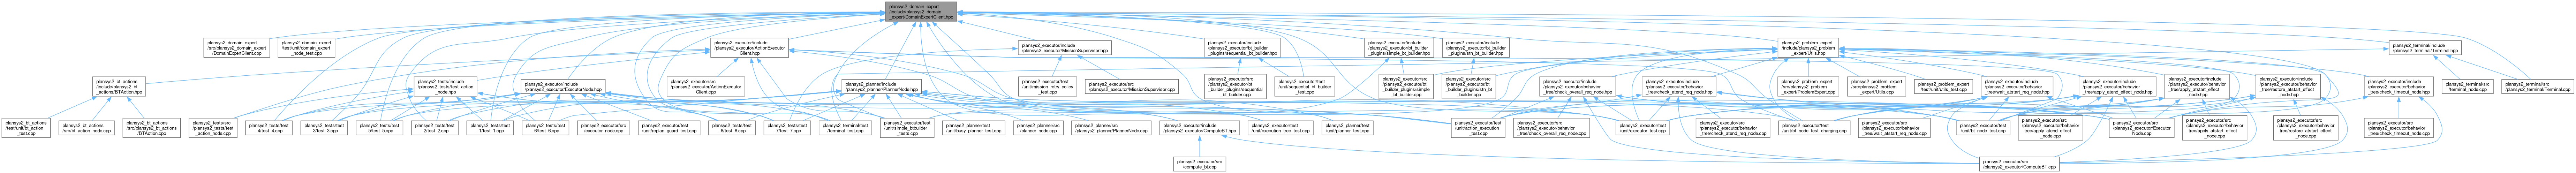 plansys2_domain_expert
/include/plansys2_domain
_expert/DomainExpertClient.hpp
plansys2_domain_expert
/src/plansys2_domain_expert
/DomainExpertClient.cpp
plansys2_domain_expert
/test/unit/domain_expert
_node_test.cpp
plansys2_executor/include
/plansys2_executor/ActionExecutor
Client.hpp
plansys2_executor/include
/plansys2_executor/MissionSupervisor.hpp
plansys2_executor/include
/plansys2_executor/bt_builder
_plugins/sequential_bt_builder.hpp
plansys2_executor/include
/plansys2_executor/bt_builder
_plugins/simple_bt_builder.hpp
plansys2_executor/include
/plansys2_executor/bt_builder
_plugins/stn_bt_builder.hpp
plansys2_problem_expert
/include/plansys2_problem
_expert/Utils.hpp
plansys2_terminal/include
/plansys2_terminal/Terminal.hpp
plansys2_bt_actions
/include/plansys2_bt
_actions/BTAction.hpp
plansys2_tests/include
/plansys2_tests/test_action
_node.hpp
plansys2_executor/include
/plansys2_executor/ExecutorNode.hpp
plansys2_executor/src
/plansys2_executor/ActionExecutor
Client.cpp
plansys2_planner/include
/plansys2_planner/PlannerNode.hpp
plansys2_executor/test
/unit/mission_retry_policy
_test.cpp
plansys2_executor/src
/plansys2_executor/MissionSupervisor.cpp
plansys2_executor/src
/plansys2_executor/bt
_builder_plugins/sequential
_bt_builder.cpp
plansys2_executor/test
/unit/sequential_bt_builder
_test.cpp
plansys2_executor/src
/plansys2_executor/bt
_builder_plugins/simple
_bt_builder.cpp
plansys2_executor/src
/plansys2_executor/bt
_builder_plugins/stn_bt
_builder.cpp
plansys2_executor/include
/plansys2_executor/behavior
_tree/check_overall_req_node.hpp
plansys2_executor/include
/plansys2_executor/behavior
_tree/check_atend_req_node.hpp
plansys2_problem_expert
/src/plansys2_problem
_expert/ProblemExpert.cpp
plansys2_problem_expert
/src/plansys2_problem
_expert/Utils.cpp
plansys2_problem_expert
/test/unit/utils_test.cpp
plansys2_executor/include
/plansys2_executor/behavior
_tree/wait_atstart_req_node.hpp
plansys2_executor/include
/plansys2_executor/behavior
_tree/apply_atend_effect_node.hpp
plansys2_executor/include
/plansys2_executor/behavior
_tree/apply_atstart_effect
_node.hpp
plansys2_executor/include
/plansys2_executor/behavior
_tree/restore_atstart_effect
_node.hpp
plansys2_executor/include
/plansys2_executor/behavior
_tree/check_timeout_node.hpp
plansys2_terminal/src
/terminal_node.cpp
plansys2_terminal/src
/plansys2_terminal/Terminal.cpp
plansys2_bt_actions
/test/unit/bt_action
_test.cpp
plansys2_bt_actions
/src/bt_action_node.cpp
plansys2_bt_actions
/src/plansys2_bt_actions
/BTAction.cpp
plansys2_tests/src
/plansys2_tests/test
_action_node.cpp
plansys2_tests/test
_4/test_4.cpp
plansys2_tests/test
_3/test_3.cpp
plansys2_tests/test
_5/test_5.cpp
plansys2_tests/test
_2/test_2.cpp
plansys2_tests/test
_1/test_1.cpp
plansys2_tests/test
_6/test_6.cpp
plansys2_executor/src
/executor_node.cpp
plansys2_executor/test
/unit/replan_guard_test.cpp
plansys2_tests/test
_8/test_8.cpp
plansys2_tests/test
_7/test_7.cpp
plansys2_terminal/test
/terminal_test.cpp
plansys2_executor/test
/unit/simple_btbuilder
_tests.cpp
plansys2_planner/test
/unit/busy_planner_test.cpp
plansys2_planner/src
/planner_node.cpp
plansys2_planner/src
/plansys2_planner/PlannerNode.cpp
plansys2_executor/include
/plansys2_executor/ComputeBT.hpp
plansys2_executor/test
/unit/execution_tree_test.cpp
plansys2_planner/test
/unit/planner_test.cpp
plansys2_executor/test
/unit/action_execution
_test.cpp
plansys2_executor/src
/plansys2_executor/behavior
_tree/check_overall_req_node.cpp
plansys2_executor/test
/unit/executor_test.cpp
plansys2_executor/src
/plansys2_executor/behavior
_tree/check_atend_req_node.cpp
plansys2_executor/test
/unit/bt_node_test_charging.cpp
plansys2_executor/src
/plansys2_executor/behavior
_tree/wait_atstart_req_node.cpp
plansys2_executor/test
/unit/bt_node_test.cpp
plansys2_executor/src
/plansys2_executor/behavior
_tree/apply_atend_effect
_node.cpp
plansys2_executor/src
/plansys2_executor/Executor
Node.cpp
plansys2_executor/src
/plansys2_executor/behavior
_tree/apply_atstart_effect
_node.cpp
plansys2_executor/src
/plansys2_executor/behavior
_tree/restore_atstart_effect
_node.cpp
plansys2_executor/src
/plansys2_executor/behavior
_tree/check_timeout_node.cpp
plansys2_executor/src
/compute_bt.cpp
plansys2_executor/src
/plansys2_executor/ComputeBT.cpp